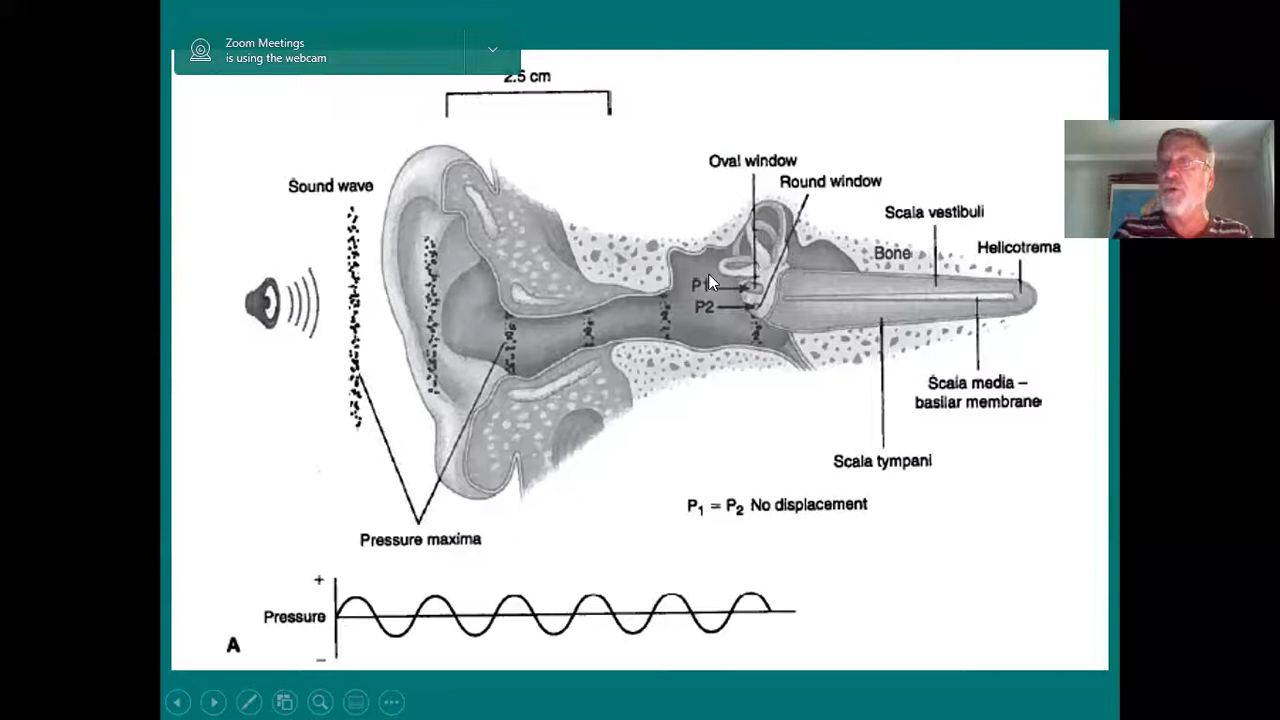 Zoom Meetings
is using the webcam
2.5 cm
Oval window
Round window
Sound wave
Scala vestibuli
Helicotrema
Bone
P1
P2
Scala media –
basilar membrane
Scala tympani
P1 = P2 No displacement
Pressure maxima
+
Pressure
A
–